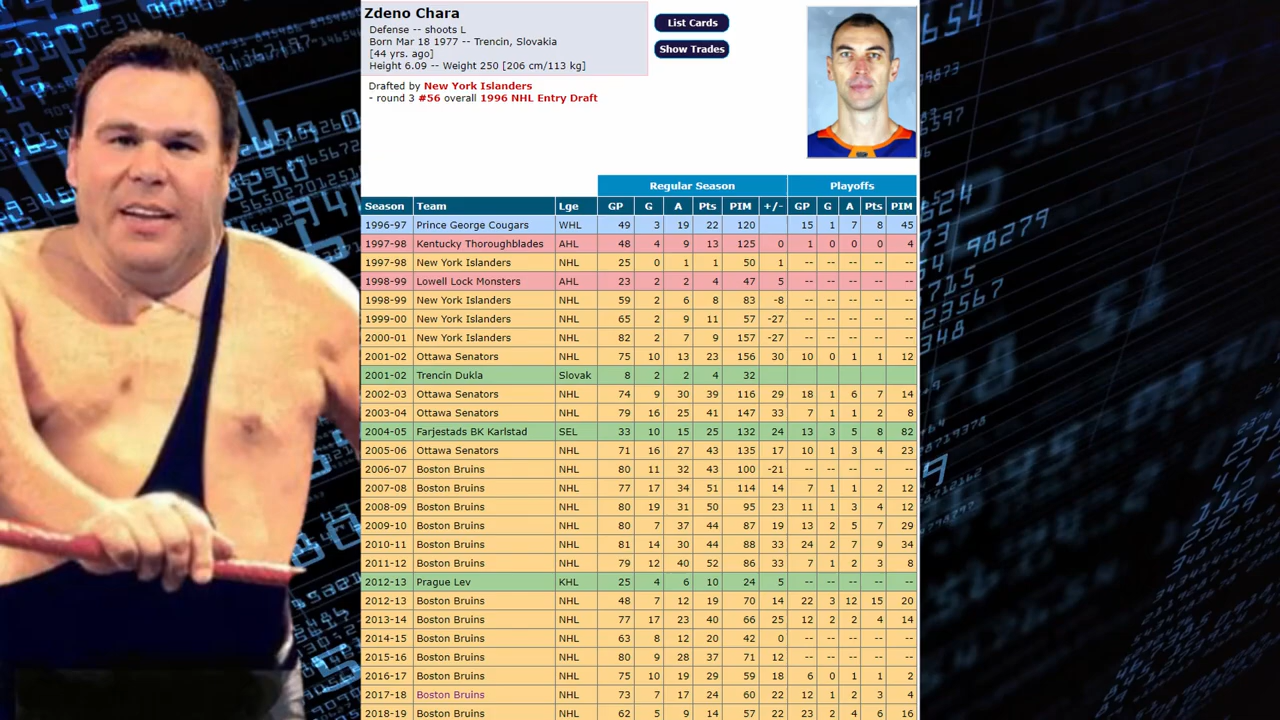 Zdeno Chara
Defense -- shoots L
Born Mar 18 1977 -- Trencin, Slovakia
[44 yrs. ago]
Height 6.09 -- Weight 250 [206 cm/113 kg]
Drafted by New York Islanders
- round 3 #56 overall 1996 NHL Entry Draft
List Cards
Show Trades
Regular Season Playoffs
Season Team Lge GP G A Pts PIM +/- GP G A Pts PIM
1996-97 Prince George Cougars WHL 49 3 19 22 120 15 1 7 8 45
1997-98 Kentucky Thoroughblades AHL 48 4 9 13 125 0 1 0 0 0 4
1997-98 New York Islanders NHL 25 0 1 1 50 1 -- -- -- -- --
1998-99 Lowell Lock Monsters AHL 23 2 2 4 47 5 -- -- -- -- --
1998-99 New York Islanders NHL 59 2 6 8 83 -8 -- -- -- -- --
1999-00 New York Islanders NHL 65 2 9 11 57 -27 -- -- -- -- --
2000-01 New York Islanders NHL 82 2 7 9 157 -27 -- -- -- -- --
2001-02 Ottawa Senators NHL 75 10 13 23 156 30 10 0 1 1 12
2001-02 Trencin Dukla Slovak 8 2 2 4 32
2002-03 Ottawa Senators NHL 74 9 30 39 116 29 18 1 6 7 14
2003-04 Ottawa Senators NHL 79 16 25 41 147 33 7 1 1 2 8
2004-05 Farjestads BK Karlstad SEL 33 10 15 25 132 24 13 3 5 8 82
2005-06 Ottawa Senators NHL 71 16 27 43 135 17 10 1 3 4 23
2006-07 Boston Bruins NHL 80 11 32 43 100 -21 -- -- -- -- --
2007-08 Boston Bruins NHL 77 17 34 51 114 14 7 1 1 2 12
2008-09 Boston Bruins NHL 80 19 31 50 95 23 11 1 3 4 12
2009-10 Boston Bruins NHL 80 7 37 44 87 19 13 2 5 7 29
2010-11 Boston Bruins NHL 81 14 30 44 88 33 24 2 7 9 34
2011-12 Boston Bruins NHL 79 12 40 52 86 33 7 1 2 3 8
2012-13 Prague Lev KHL 25 4 6 10 24 5 -- -- -- -- --
2012-13 Boston Bruins NHL 48 7 12 19 70 14 22 3 12 15 20
2013-14 Boston Bruins NHL 77 17 23 40 66 25 12 2 2 4 14
2014-15 Boston Bruins NHL 63 8 12 20 42 0 -- -- -- -- --
2015-16 Boston Bruins NHL 80 9 28 37 71 12 -- -- -- -- --
2016-17 Boston Bruins NHL 75 10 19 29 59 18 6 0 1 1 2
2017-18 Boston Bruins NHL 73 7 17 24 60 22 12 1 2 3 4
2018-19 Boston Bruins NHL 62 5 9 14 57 22 23 2 4 6 16